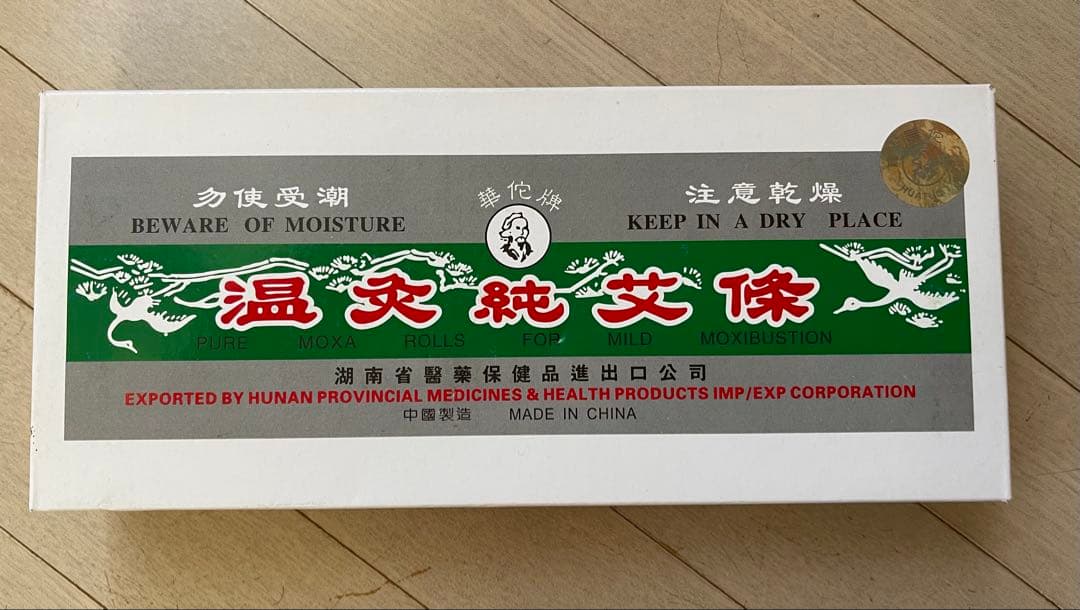 勿使受潮
BEWARE OF MOISTURE
華佗牌
注意乾燥
KEEP IN A DRY PLACE
温灸純艾條
PURE MOXA ROLLS FOR MILD MOXIBUSTION
湖南省醫藥保健品進出口公司
EXPORTED BY HUNAN PROVINCIAL MEDICINES & HEALTH PRODUCTS IMP/EXP CORPORATION
中國製造 MADE IN CHINA